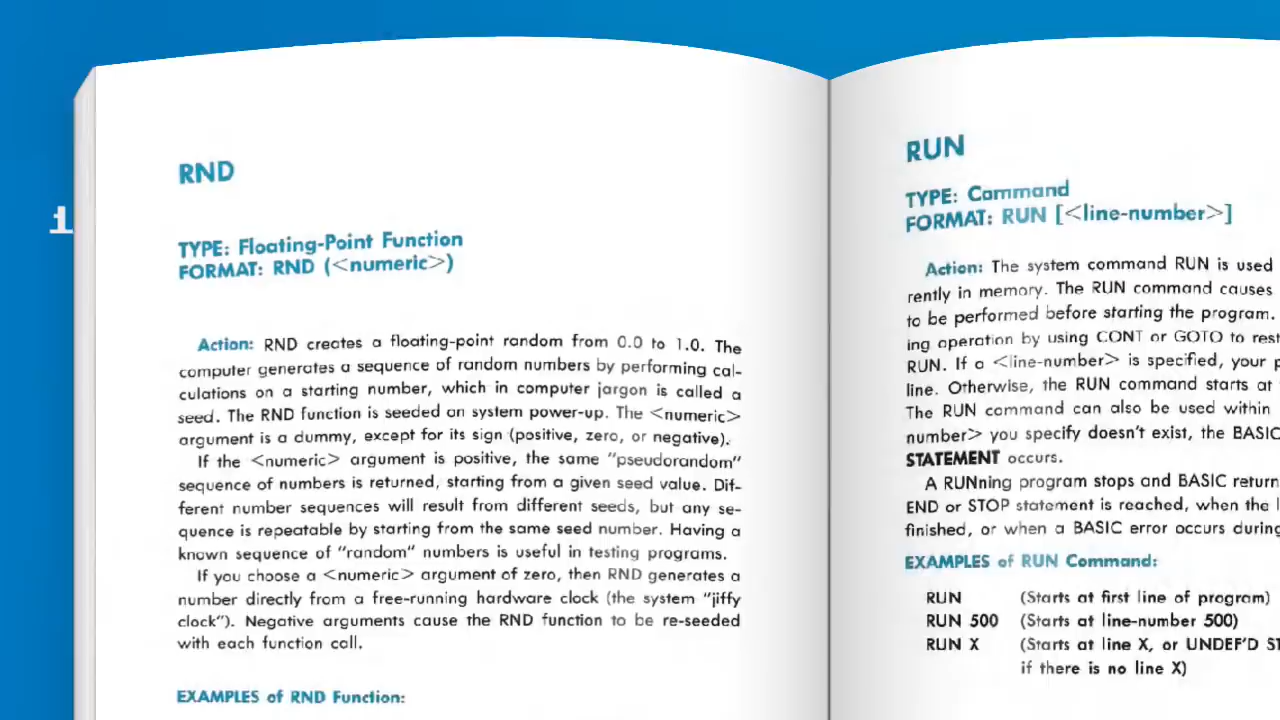 RND
TYPE: Floating-Point Function
FORMAT: RND (<numeric>)
Action: RND creates a floating-point random from 0.0 to 1.0. The
computer generates a sequence of random numbers by performing cal-
culations on a starting number, which in computer jargon is called a
seed. The RND function is seeded on system power-up. The <numeric>
argument is a dummy, except for its sign (positive, zero, or negative).
If the <numeric> argument is positive, the same "pseudorandom"
sequence of numbers is returned, starting from a given seed value. Dif-
ferent number sequences will result from different seeds, but any se-
quence is repeatable by starting from the same seed number. Having a
known sequence of "random" numbers is useful in testing programs.
If you choose a <numeric> argument of zero, then RND generates a
number directly from a free-running hardware clock (the system "jiffy
clock"). Negative arguments cause the RND function to be re-seeded
with each function call.
EXAMPLES of RND Function:
RUN
TYPE: Command
FORMAT: RUN [<line-number>]
Action: The system command RUN is used
rently in memory. The RUN command causes
to be performed before starting the program.
ing operation by using CONT or GOTO to rest
RUN. If a <line-number> is specified, your p
line. Otherwise, the RUN command starts at
The RUN command can also be used within
number> you specify doesn't exist, the BASIC
STATEMENT occurs.
A RUNning program stops and BASIC return
END or STOP statement is reached, when the l
finished, or when a BASIC error occurs during
EXAMPLES of RUN Command:
RUN (Starts at first line of program)
RUN 500 (Starts at line-number 500)
RUN X (Starts at line X, or UNDEF'D ST
if there is no line X)